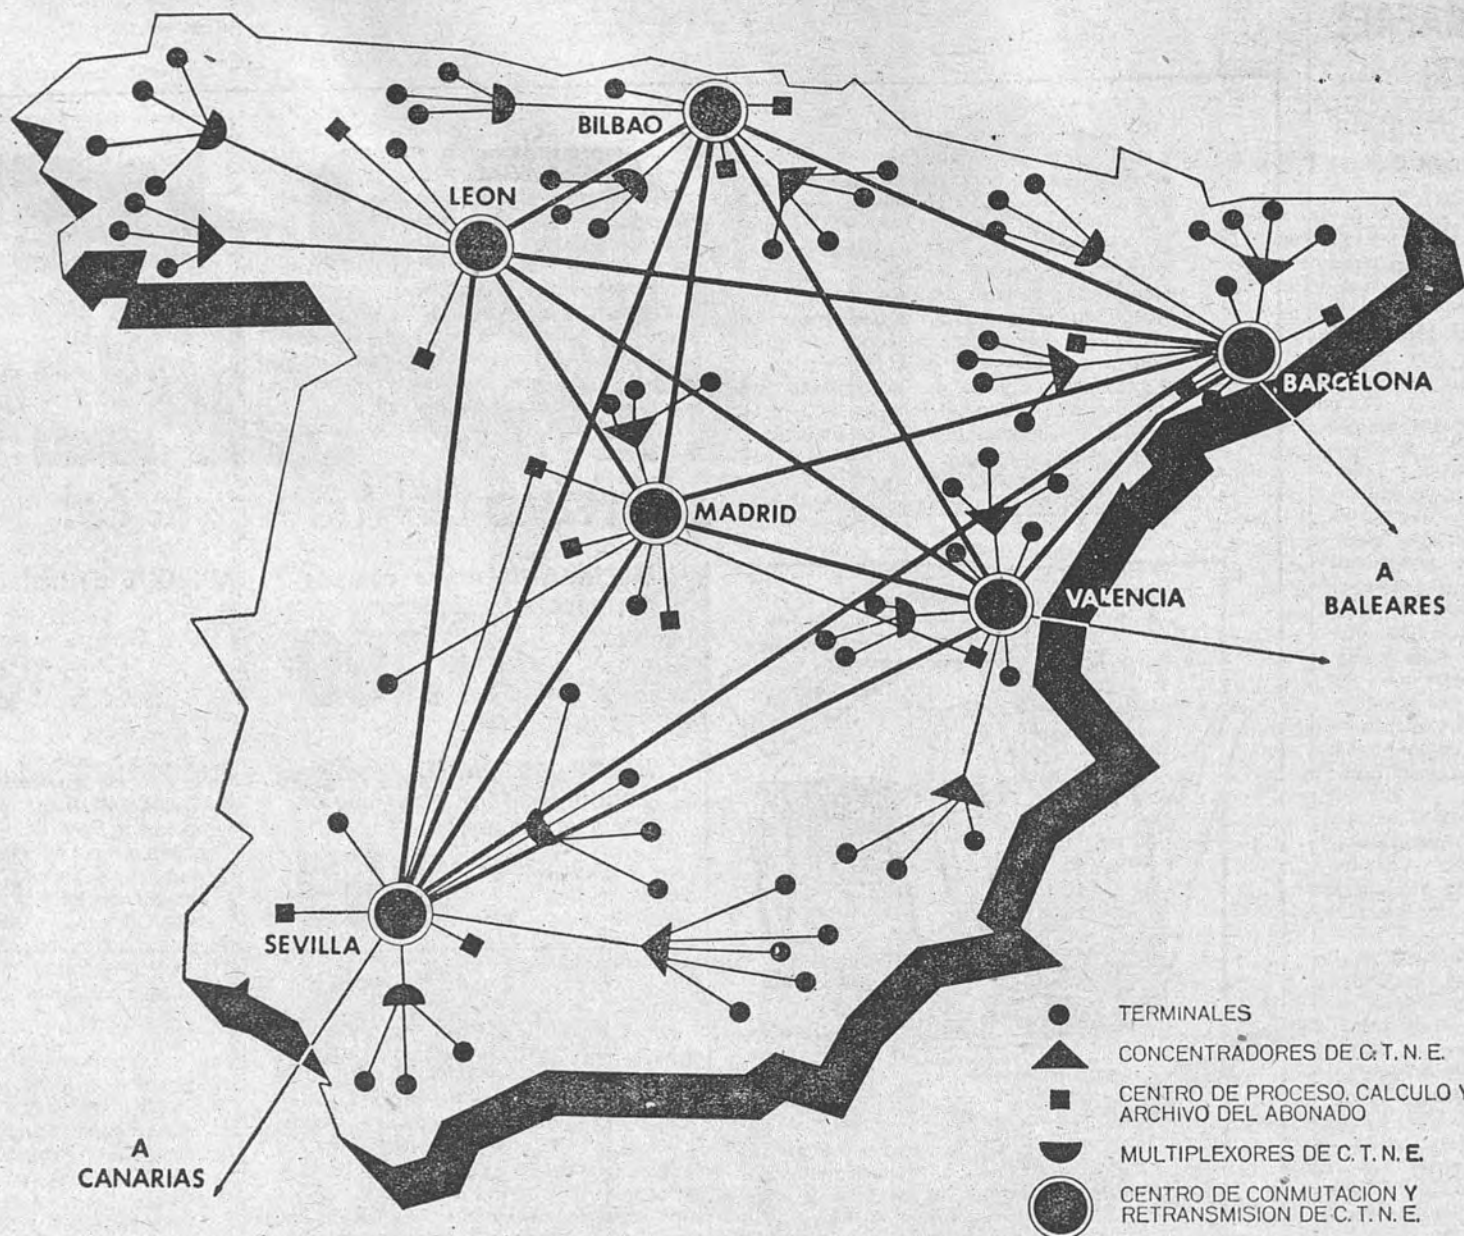 BILBAO
LEON
BARCELONA
MADRID
VALENCIA
A
BALEARES
SEVILLA
A
CANARIAS
TERMINALES
CONCENTRADORES DE C.T.N.E.
CENTRO DE PROCESO, CALCULO Y
ARCHIVO DEL ABONADO
MULTIPLEXORES DE C.T.N.E.
CENTRO DE CONMUTACION Y
RETRANSMISION DE C.T.N.E.